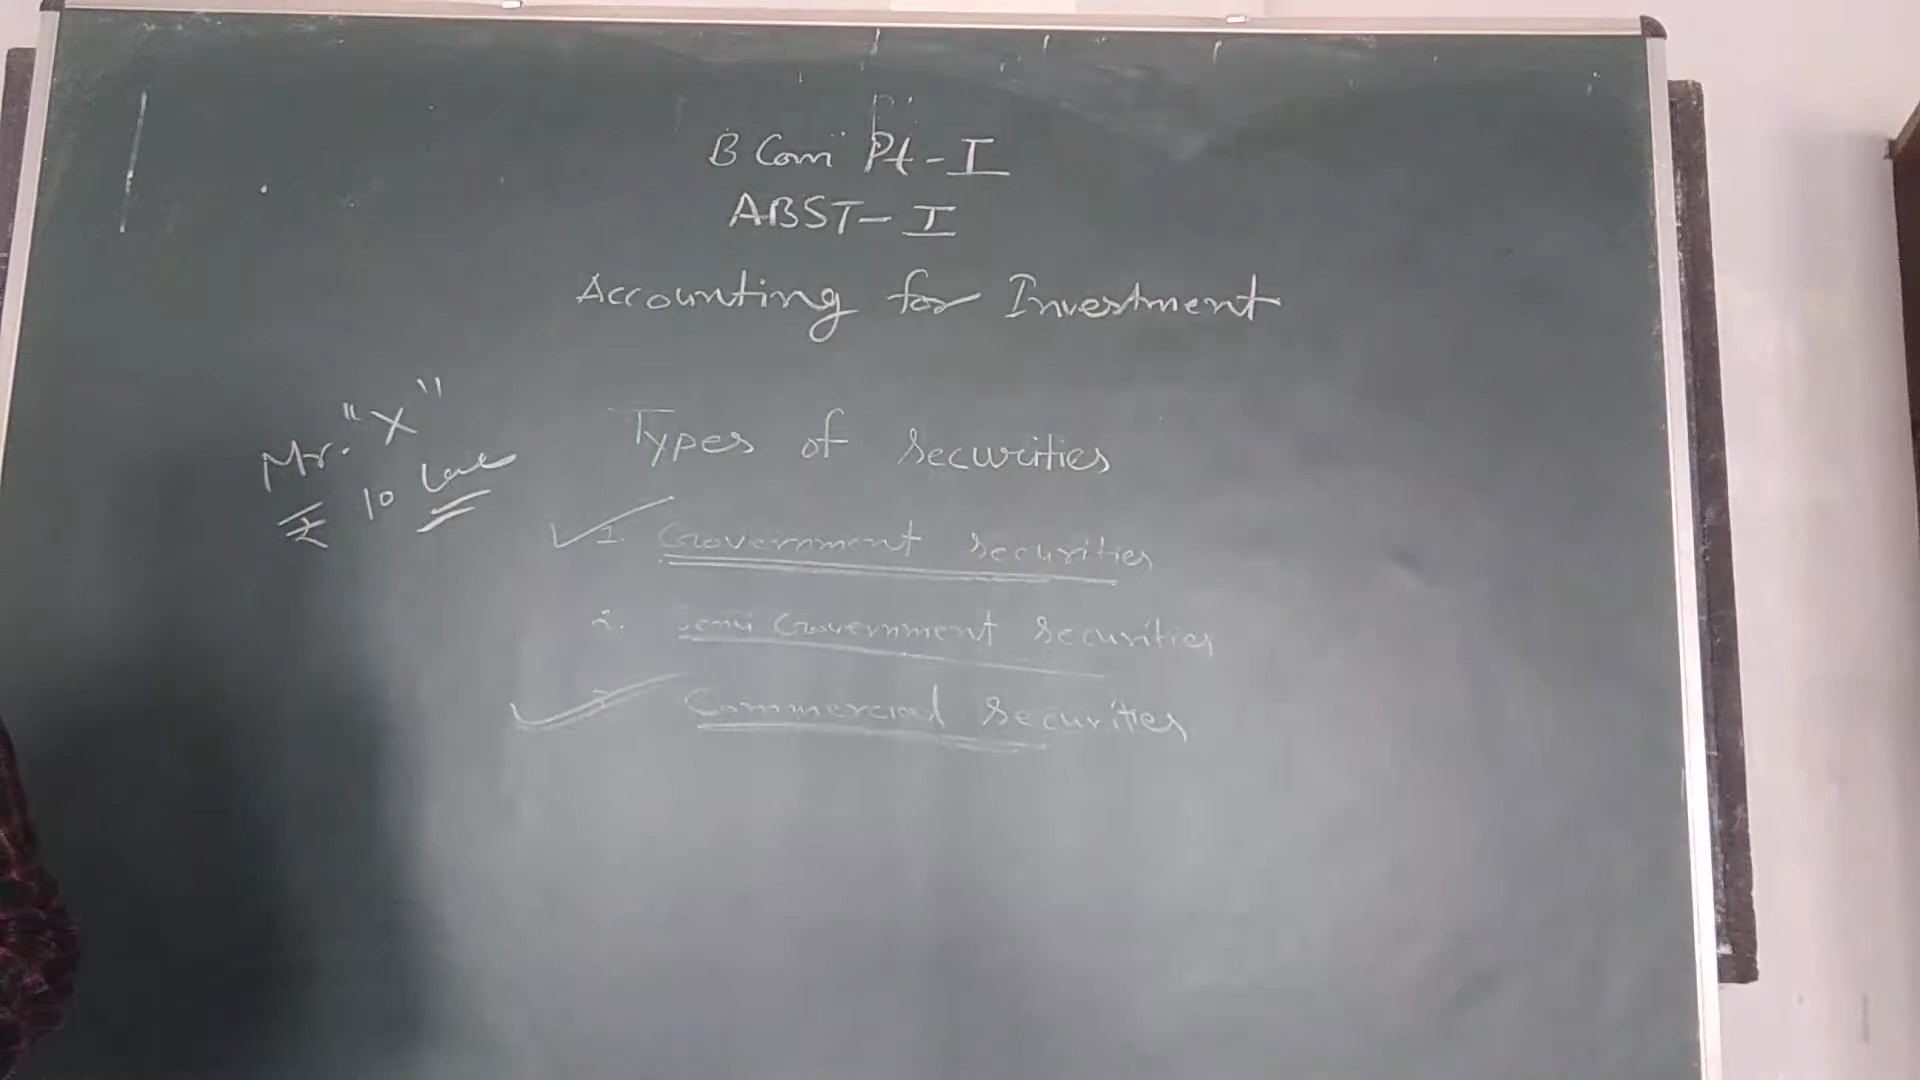 B Com Pt-I
ABST-I
Accounting for Investment
Mr. "X"
₹ 10 Lac
Types of Securities
1. Government Securities
2. Semi Government Securities
Commercial Securities